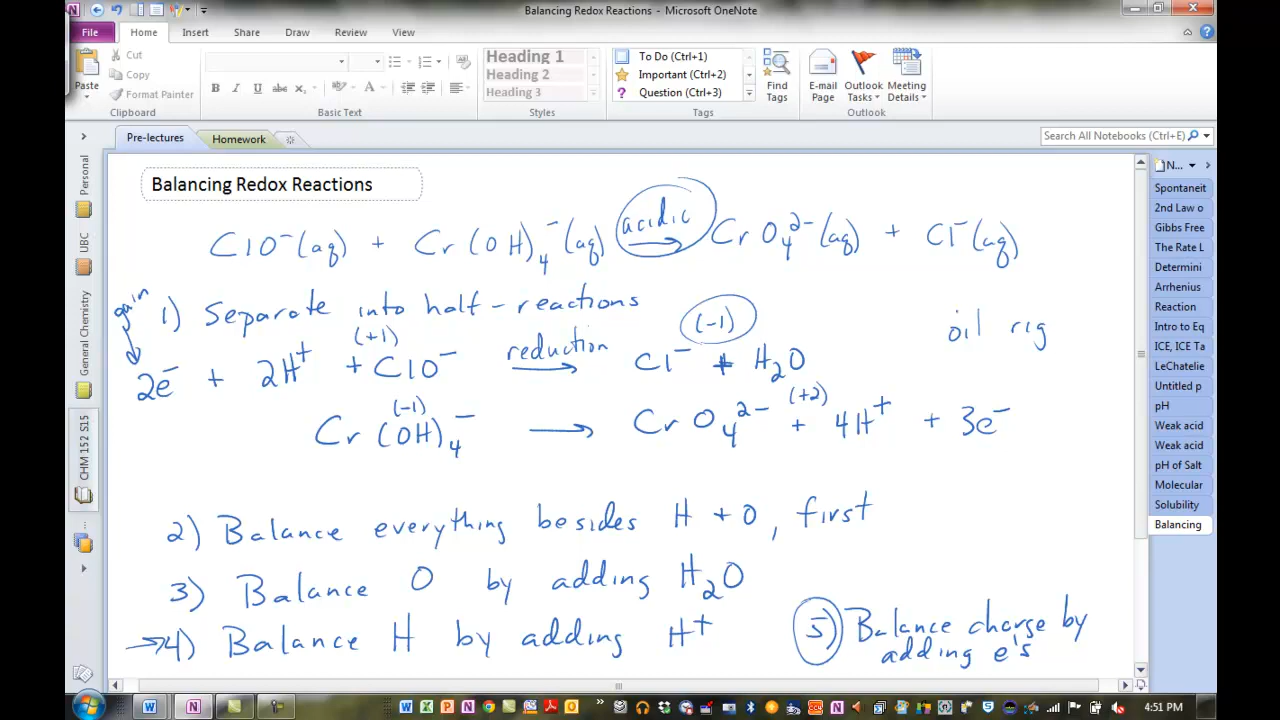 Balancing Redox Reactions - Microsoft OneNote
File Home Insert Share Draw Review View
Paste
Cut
Copy
Format Painter
Clipboard
B I U abc X₂ A
Basic Text
Heading 1
Heading 2
Heading 3
Styles
To Do (Ctrl+1)
Important (Ctrl+2)
Question (Ctrl+3)
Tags
Find Tags
E-mail Page
Outlook Tasks
Meeting Details
Outlook
Pre-lectures Homework
Search All Notebooks (Ctrl+E)
Personal
UBC
General Chemistry
CHM 152 S15
Balancing Redox Reactions
ClO⁻(aq) + Cr(OH)₄⁻(aq) acidic → CrO₄²⁻(aq) + Cl⁻(aq)
gain
1) Separate into half-reactions
(+1) (-1)
oil rig
2e⁻ + 2H⁺ + ClO⁻ reduction → Cl⁻ + H₂O
(-1) (+2)
Cr(OH)₄⁻ → CrO₄²⁻ + 4H⁺ + 3e⁻
2) Balance everything besides H + O, first
3) Balance O by adding H₂O
→4) Balance H by adding H⁺
5) Balance charge by
adding e's
N...
Spontaneit
2nd Law o
Gibbs Free
The Rate L
Determini
Arrhenius
Reaction
Intro to Eq
ICE, ICE Ta
LeChatelie
Untitled p
pH
Weak acid
Weak acid
pH of Salt
Molecular
Solubility
Balancing
4:51 PM